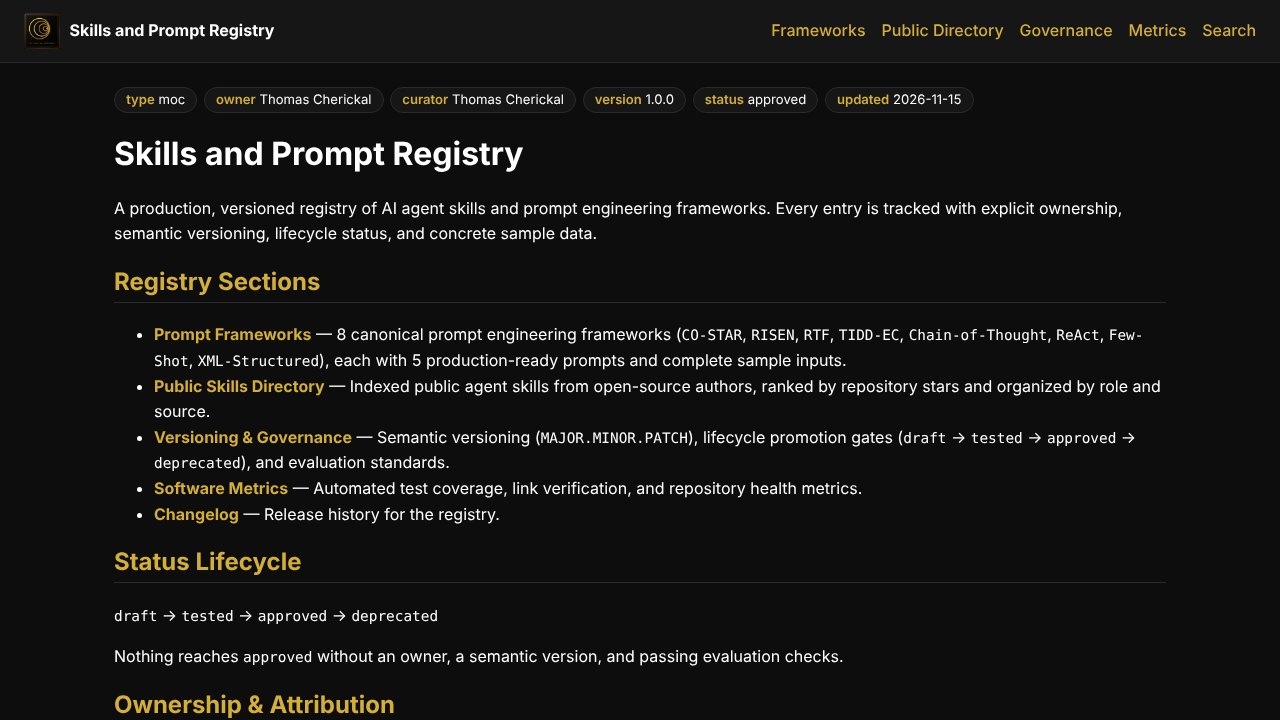 Skills and Prompt Registry
Frameworks Public Directory Governance Metrics Search
type moc owner Thomas Cherickal curator Thomas Cherickal version 1.0.0 status approved updated 2026-11-15
Skills and Prompt Registry
A production, versioned registry of AI agent skills and prompt engineering frameworks. Every entry is tracked with explicit ownership,
semantic versioning, lifecycle status, and concrete sample data.
Registry Sections
• Prompt Frameworks — 8 canonical prompt engineering frameworks (CO-STAR, RISEN, RTF, TIDD-EC, Chain-of-Thought, ReAct, Few-
Shot, XML-Structured), each with 5 production-ready prompts and complete sample inputs.
• Public Skills Directory — Indexed public agent skills from open-source authors, ranked by repository stars and organized by role and
source.
• Versioning & Governance — Semantic versioning (MAJOR.MINOR.PATCH), lifecycle promotion gates (draft → tested → approved →
deprecated), and evaluation standards.
• Software Metrics — Automated test coverage, link verification, and repository health metrics.
• Changelog — Release history for the registry.
Status Lifecycle
draft → tested → approved → deprecated
Nothing reaches approved without an owner, a semantic version, and passing evaluation checks.
Ownership & Attribution